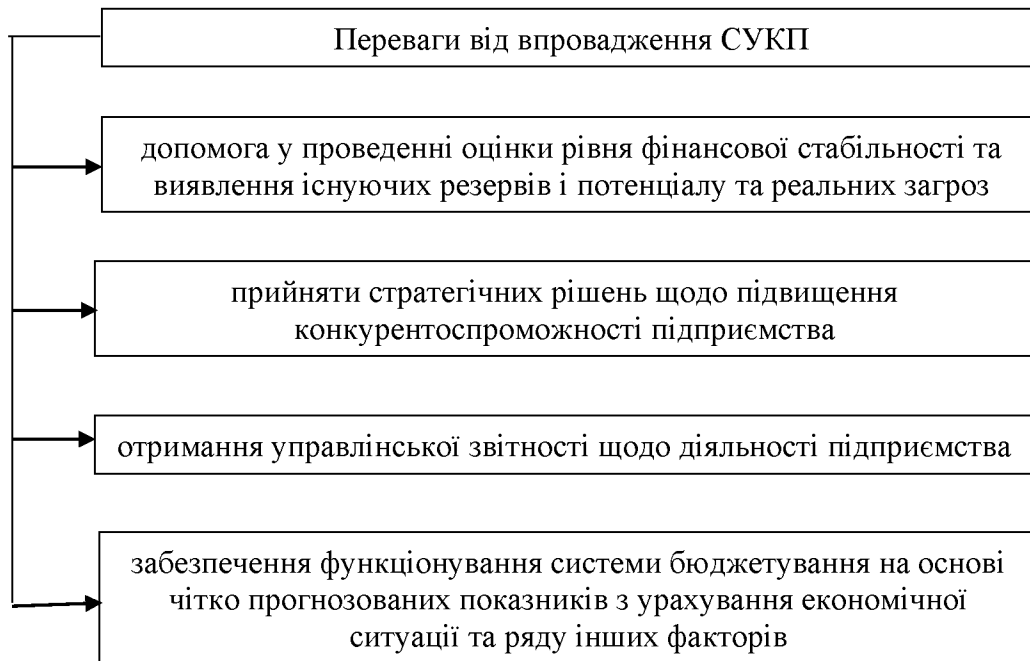 Переваги від впровадження СУКП
допомога у проведенні оцінки рівня фінансової стабільності та
виявлення існуючих резервів і потенціалу та реальних загроз
прийняти стратегічних рішень щодо підвищення
конкурентоспроможності підприємства
отримання управлінської звітності щодо діяльності підприємства
забезпечення функціонування системи бюджетування на основі
чітко прогнозованих показників з урахування економічної
ситуації та ряду інших факторів